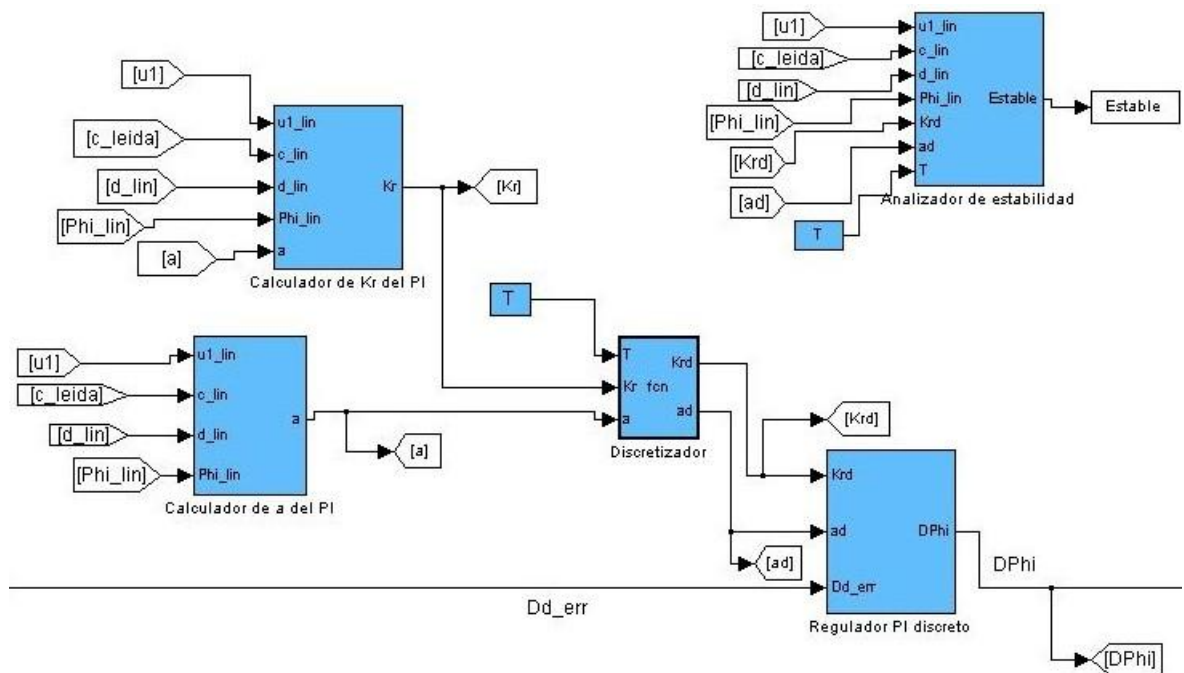 [u1]
[c_leida]
[d_lin]
[Phi_lin]
[a]
u1_lin
c_lin
d_lin
Phi_lin
a
Kr
Calculador de Kr del PI
[Kr]
[u1]
[c_leida]
[d_lin]
[Phi_lin]
[Krd]
[ad]
T
u1_lin
c_lin
d_lin
Phi_lin
Krd
ad
T
Estable
Analizador de estabilidad
Estable
[u1]
[c_leida]
[d_lin]
[Phi_lin]
u1_lin
c_lin
d_lin
Phi_lin
a
Calculador de a del PI
[a]
T
T
Kr
a
fcn
Krd
ad
Discretizador
[Krd]
[ad]
Krd
ad
Dd_err
DPhi
Regulador PI discreto
Dd_err
DPhi
[DPhi]